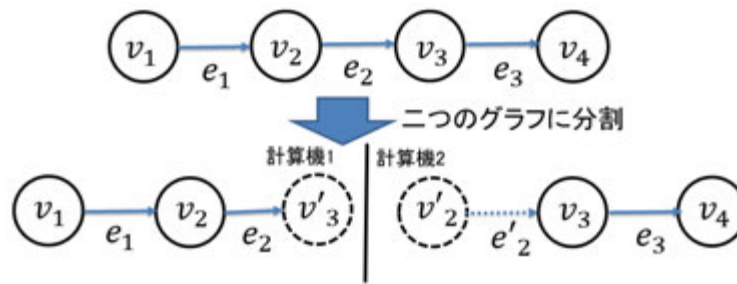 v₁ v₂ v₃ v₄
e₁ e₂ e₃
二つのグラフに分割
計算機1 計算機2
v₁ v₂ v'₃ v'₂ v₃ v₄
e₁ e₂ e'₂ e₃